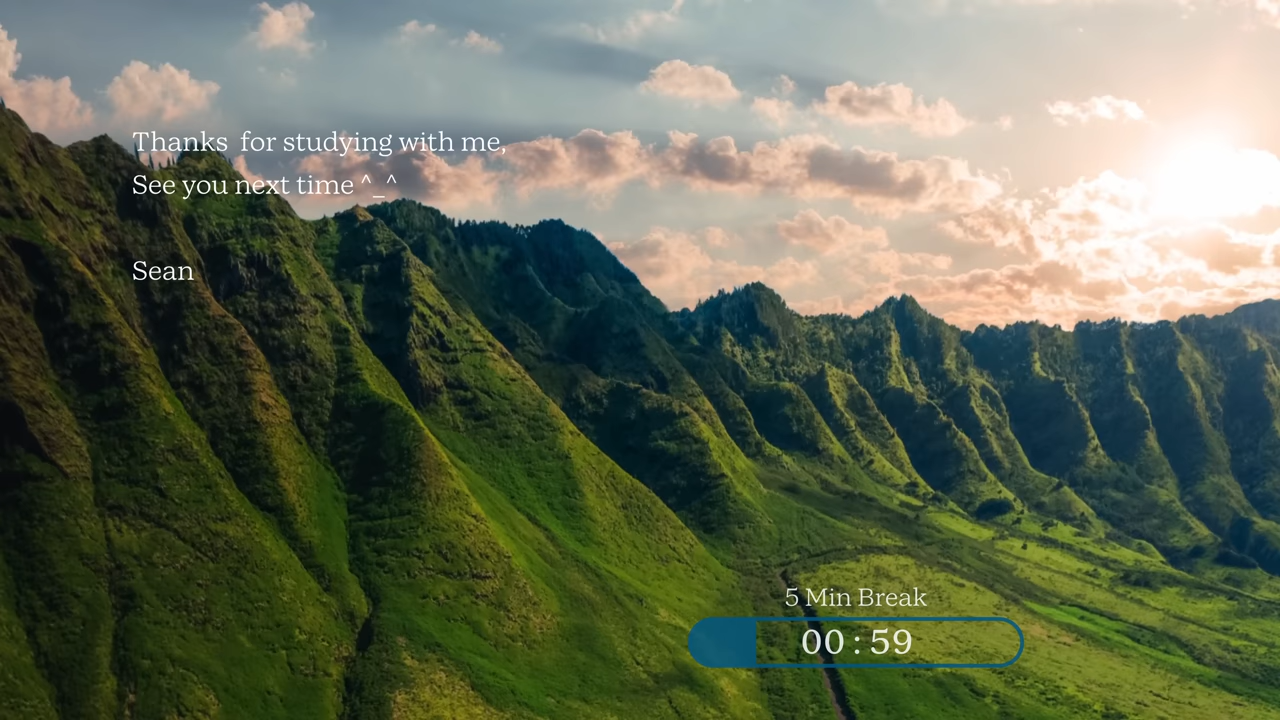 Thanks  for studying with me,
See you next time ^_^
Sean
5 Min Break
00 : 59